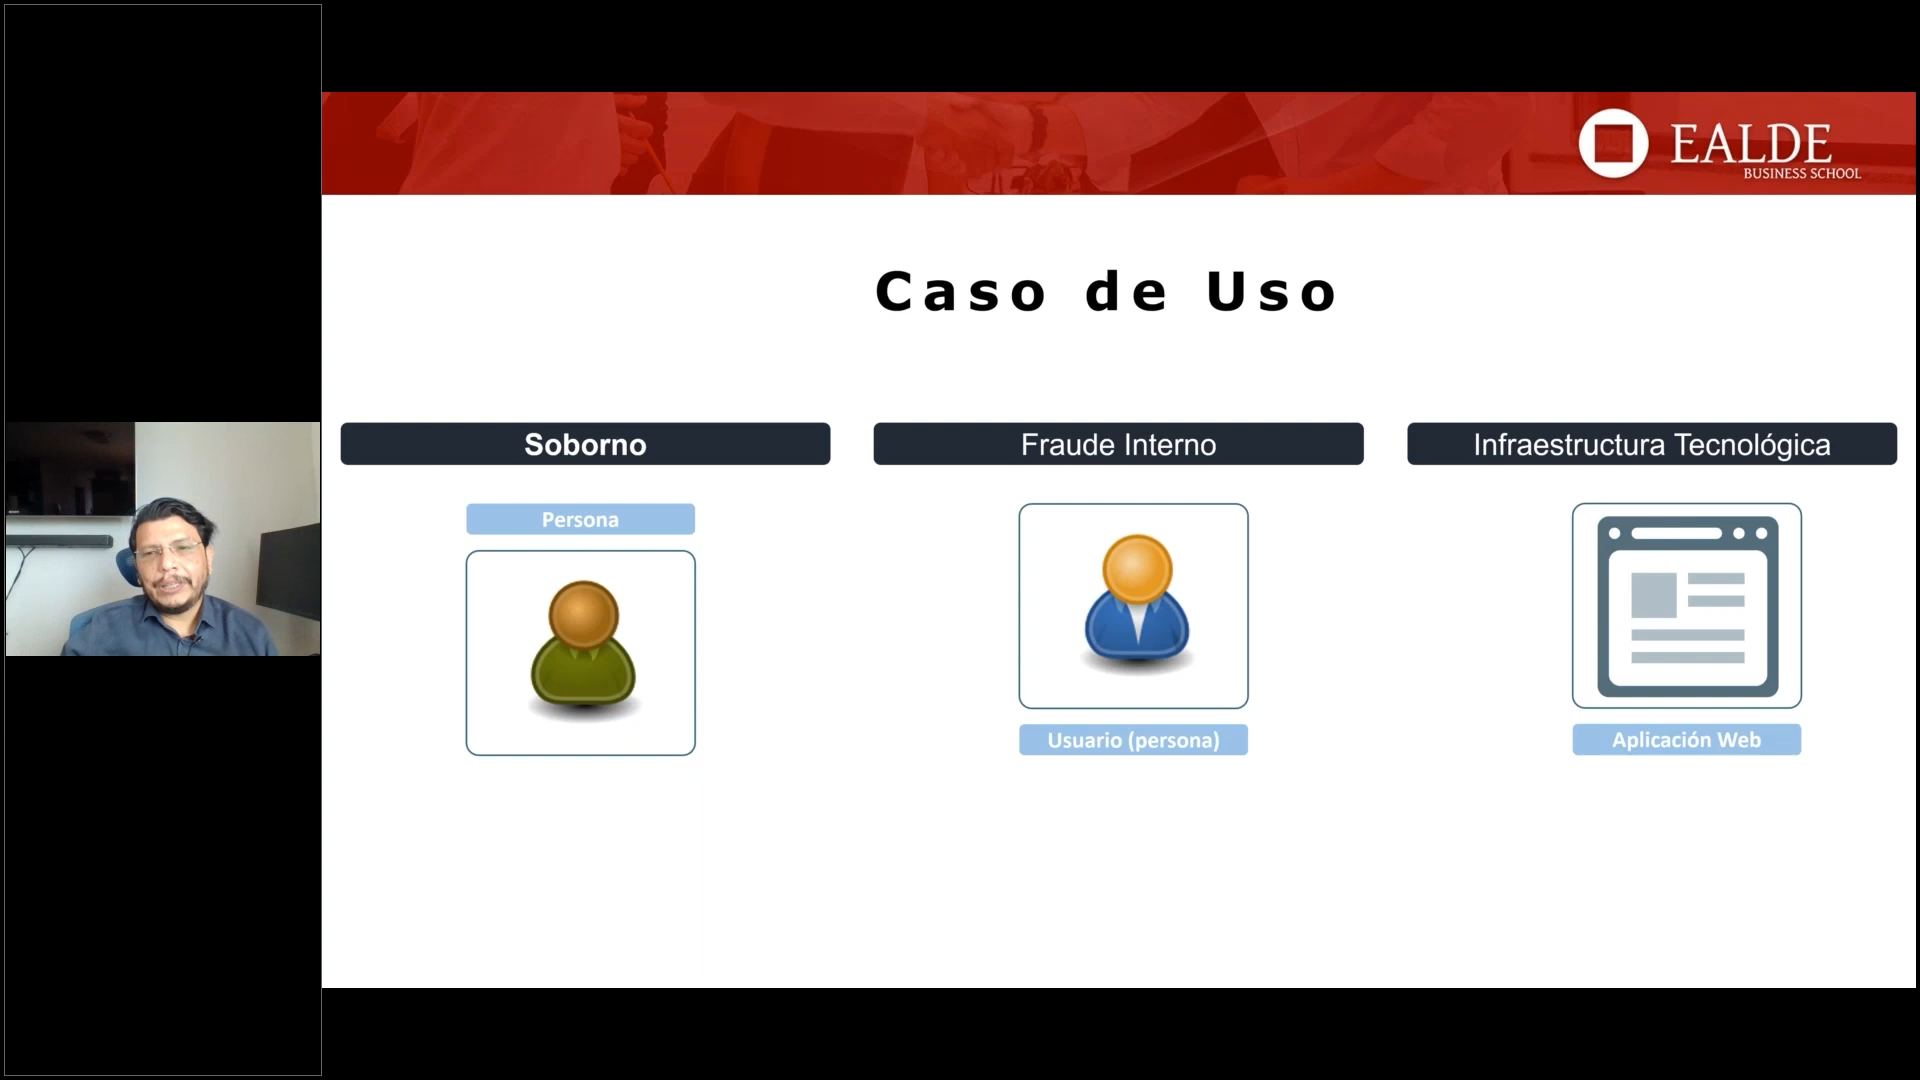 EALDE
BUSINESS SCHOOL
Caso de Uso
Soborno
Fraude Interno
Infraestructura Tecnológica
Persona
Usuario (persona)
Aplicación Web